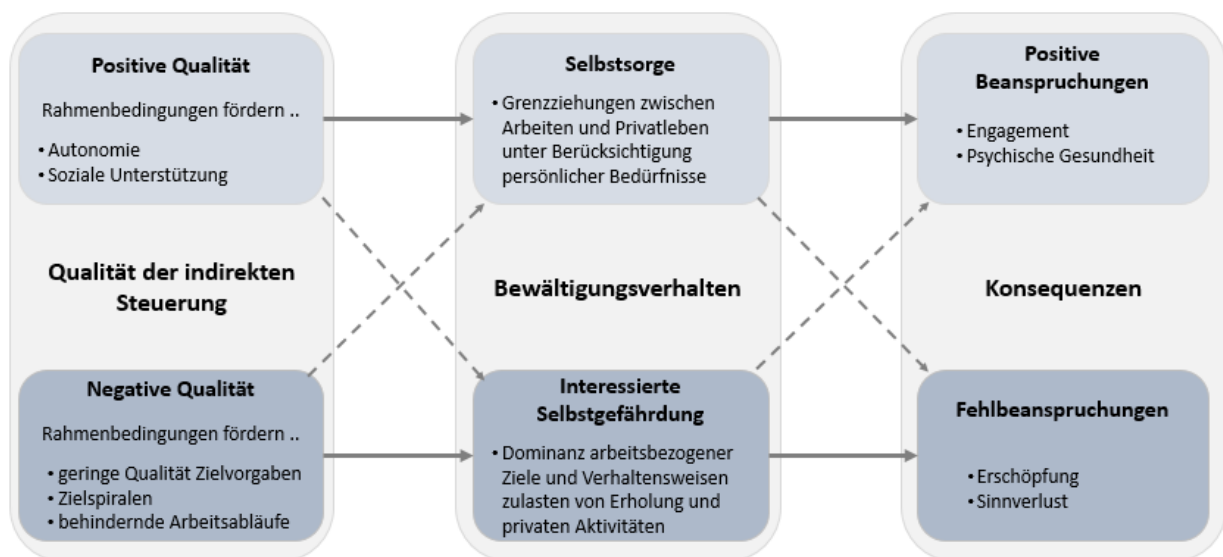 Positive Qualität
Rahmenbedingungen fördern ..
• Autonomie
• Soziale Unterstützung
Qualität der indirekten
Steuerung
Negative Qualität
Rahmenbedingungen fördern ..
• geringe Qualität Zielvorgaben
• Zielspiralen
• behindernde Arbeitsabläufe
Selbstsorge
• Grenzziehungen zwischen
Arbeiten und Privatleben
unter Berücksichtigung
persönlicher Bedürfnisse
Bewältigungsverhalten
Interessierte
Selbstgefährdung
• Dominanz arbeitsbezogener
Ziele und Verhaltensweisen
zulasten von Erholung und
privaten Aktivitäten
Positive
Beanspruchungen
• Engagement
• Psychische Gesundheit
Konsequenzen
Fehlbeanspruchungen
• Erschöpfung
• Sinnverlust